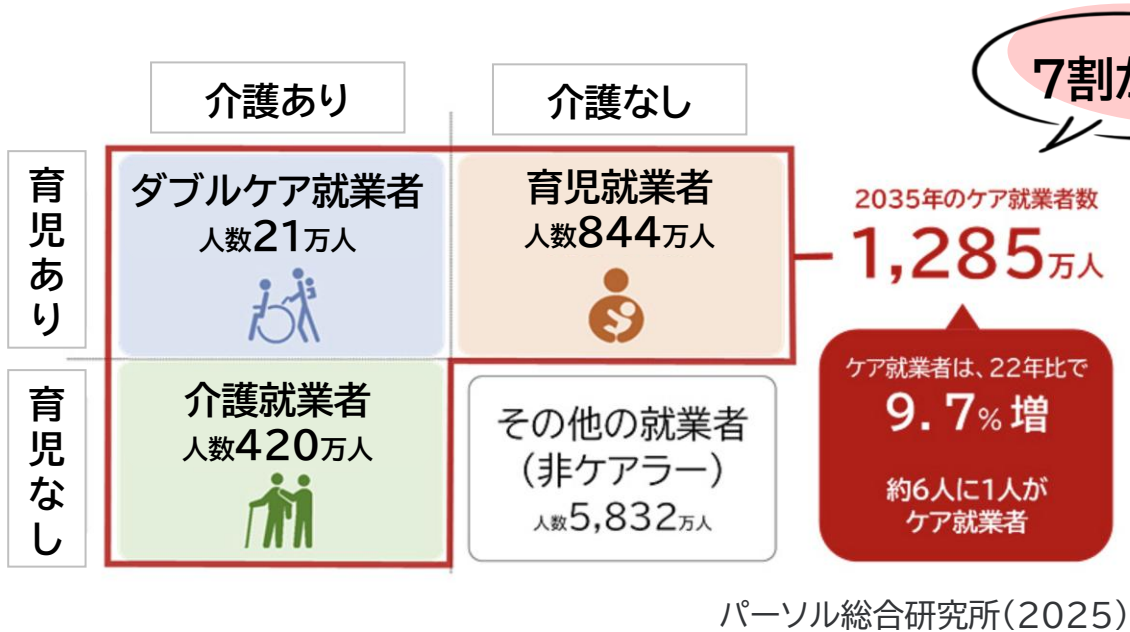 7割が
介護あり
介護なし
育児あり
ダブルケア就業者
人数21万人
育児就業者
人数844万人
2035年のケア就業者数
1,285万人
育児なし
介護就業者
人数420万人
その他の就業者
(非ケアラー)
人数5,832万人
ケア就業者は、22年比で
9.7%増
約6人に1人が
ケア就業者
パーソル総合研究所(2025)